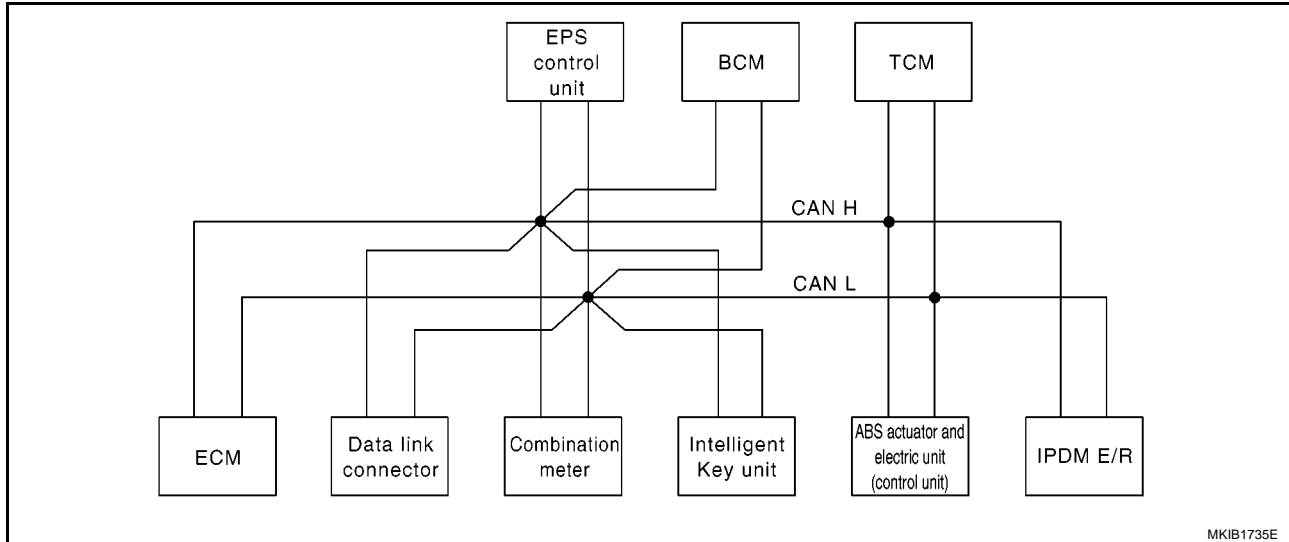 EPS
control
unit
BCM
TCM
CAN H
CAN L
ECM
Data link
connector
Combination
meter
Intelligent
Key unit
ABS actuator and
electric unit
(control unit)
IPDM E/R
MKIB1735E